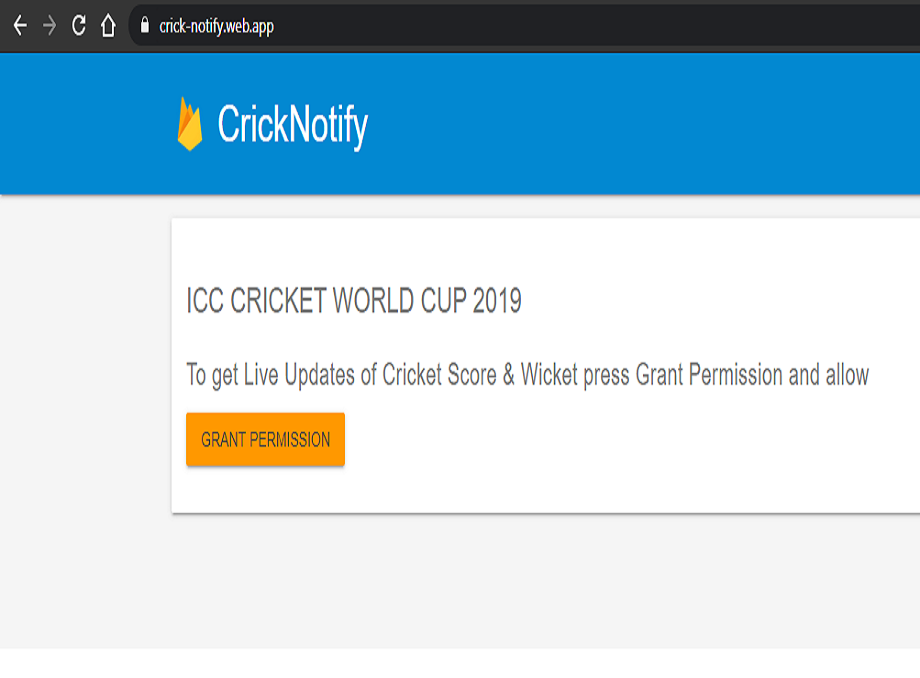 crick-notify.web.app
CrickNotify
ICC CRICKET WORLD CUP 2019
To get Live Updates of Cricket Score & Wicket press Grant Permission and allow
GRANT PERMISSION